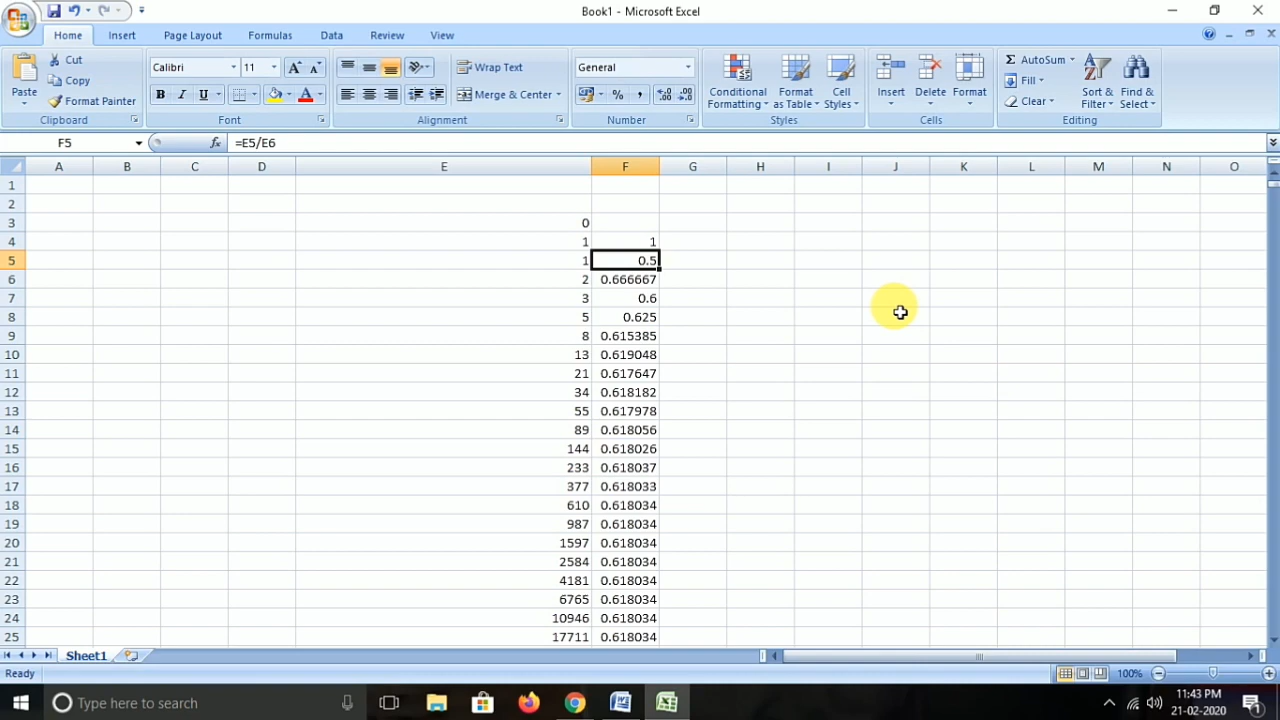 Book1 - Microsoft Excel
Home Insert Page Layout Formulas Data Review View
Paste
Cut
Copy
Format Painter
Clipboard
Calibri 11
B I U
Font
Wrap Text
Merge & Center
Alignment
General
%
Number
Conditional Formatting
Format as Table
Cell Styles
Styles
Insert
Delete
Format
Cells
Σ AutoSum
Fill
Clear
Sort & Filter
Find & Select
Editing
F5 fx =E5/E6
A B C D E F G H I J K L M N O
1
2
3 0
4 1 1
5 1 0.5
6 2 0.666667
7 3 0.6
8 5 0.625
9 8 0.615385
10 13 0.619048
11 21 0.617647
12 34 0.618182
13 55 0.617978
14 89 0.618056
15 144 0.618026
16 233 0.618037
17 377 0.618033
18 610 0.618034
19 987 0.618034
20 1597 0.618034
21 2584 0.618034
22 4181 0.618034
23 6765 0.618034
24 10946 0.618034
25 17711 0.618034
Sheet1
Ready 100%
Type here to search
11:43 PM
21-02-2020
1